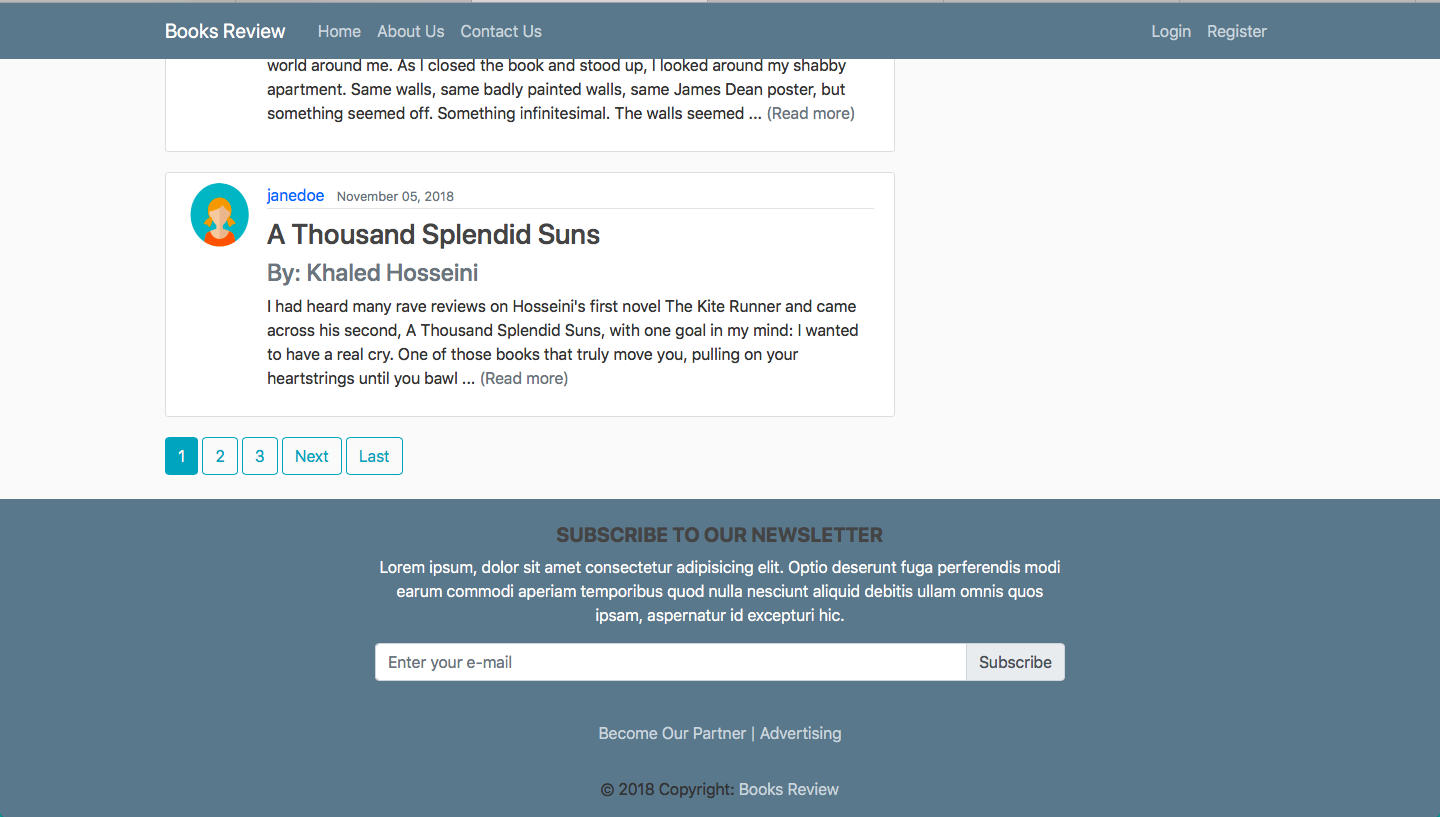 Books Review Home About Us Contact Us Login Register
world around me. As I closed the book and stood up, I looked around my shabby
apartment. Same walls, same badly painted walls, same James Dean poster, but
something seemed off. Something infinitesimal. The walls seemed ... (Read more)
janedoe November 05, 2018
A Thousand Splendid Suns
By: Khaled Hosseini
I had heard many rave reviews on Hosseini's first novel The Kite Runner and came
across his second, A Thousand Splendid Suns, with one goal in my mind: I wanted
to have a real cry. One of those books that truly move you, pulling on your
heartstrings until you bawl ... (Read more)
1 2 3 Next Last
SUBSCRIBE TO OUR NEWSLETTER
Lorem ipsum, dolor sit amet consectetur adipisicing elit. Optio deserunt fuga perferendis modi
earum commodi aperiam temporibus quod nulla nesciunt aliquid debitis ullam omnis quos
ipsam, aspernatur id excepturi hic.
Enter your e-mail Subscribe
Become Our Partner | Advertising
© 2018 Copyright: Books Review